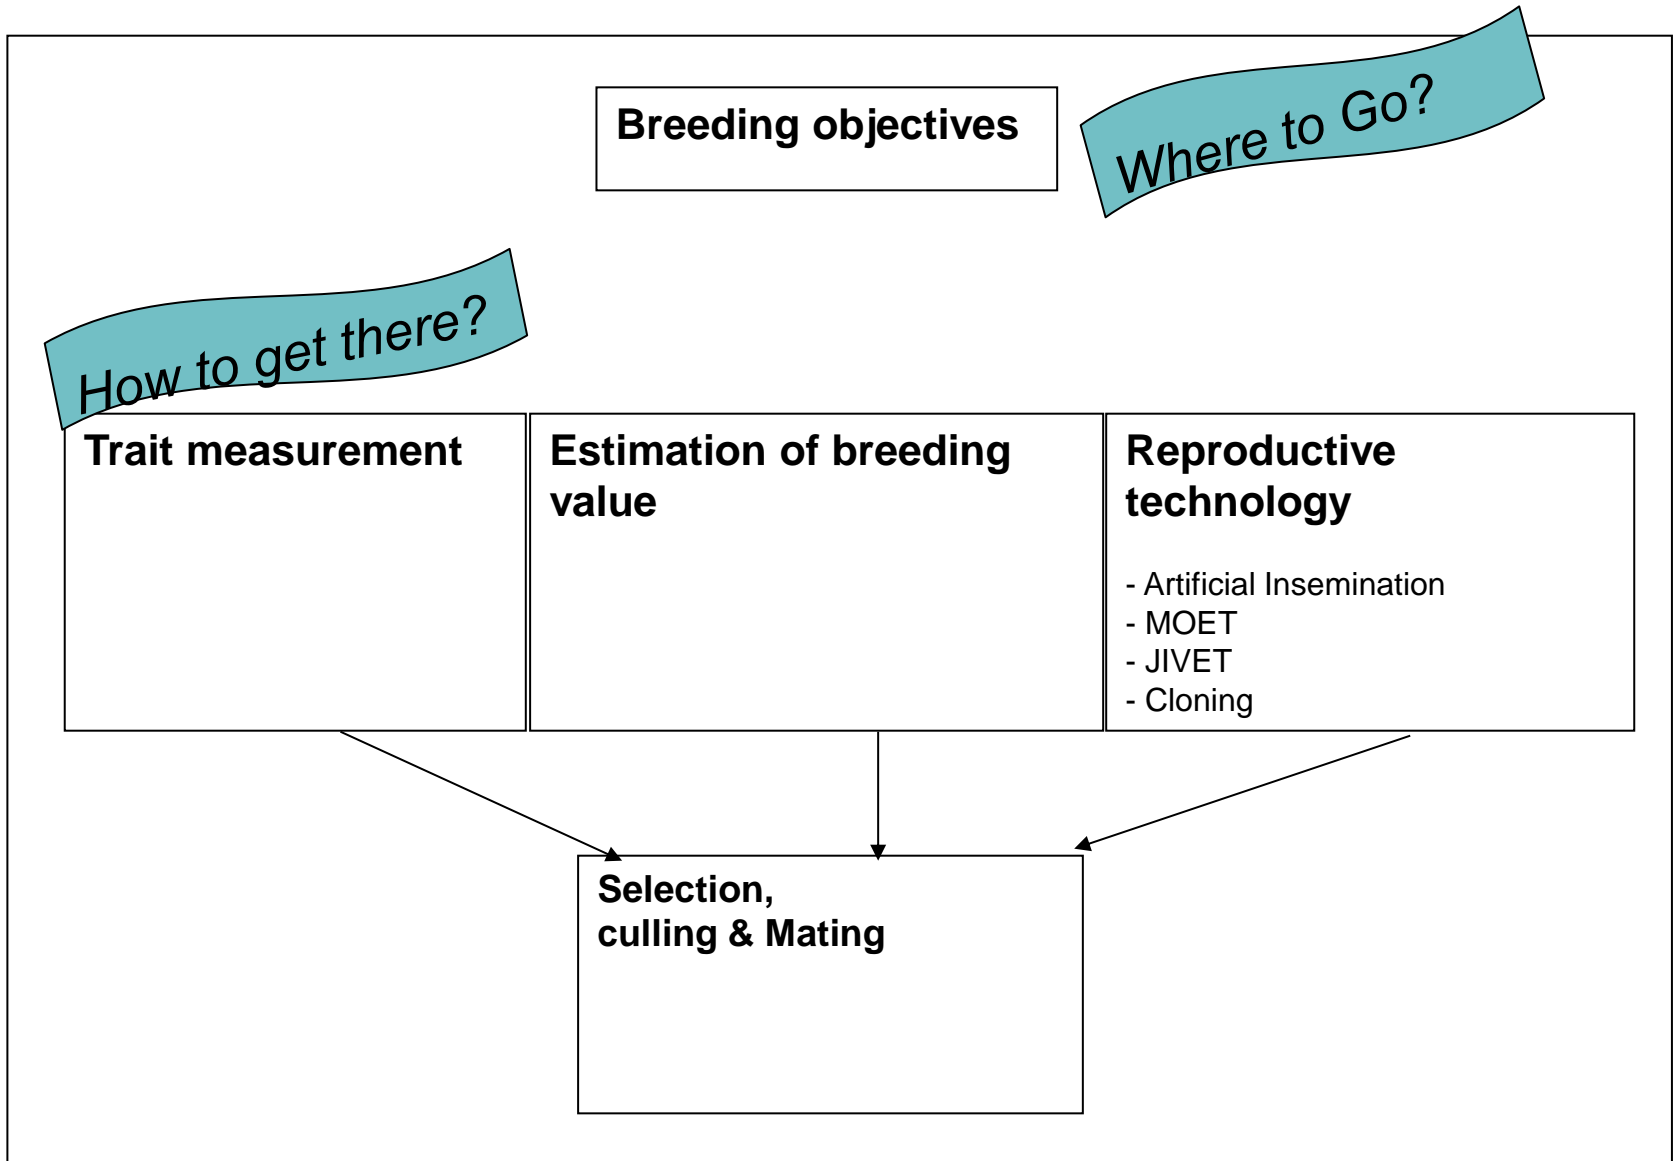 Breeding objectives
Where to Go?
How to get there?
Trait measurement
Estimation of breeding
value
Reproductive
technology
- Artificial Insemination
- MOET
- JIVET
- Cloning
Selection,
culling & Mating